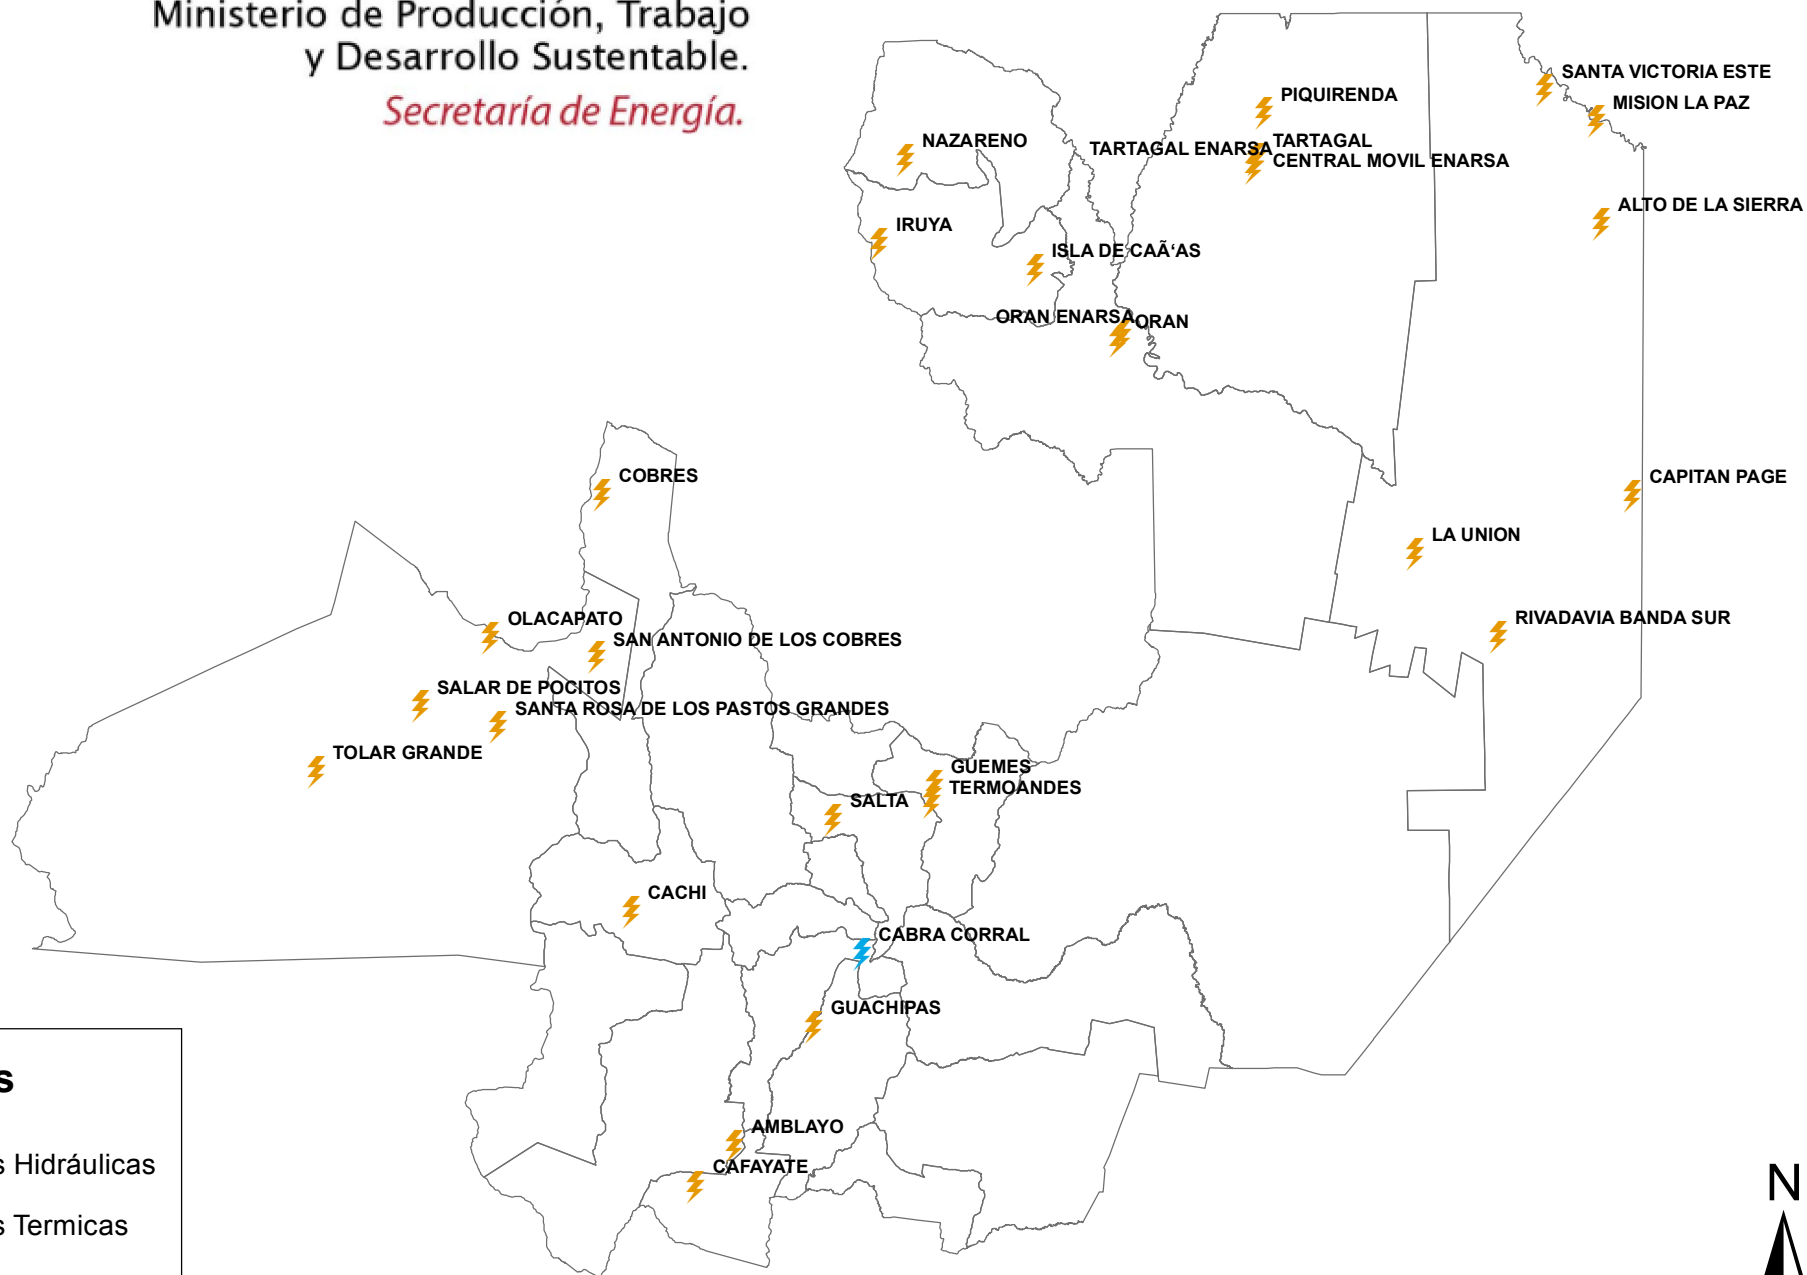 Ministerio de Producción, Trabajo
y Desarrollo Sustentable.
Secretaría de Energía.
SANTA VICTORIA ESTE
PIQUIRENDA
MISION LA PAZ
NAZARENO
TARTAGAL ENARSA
TARTAGAL
CENTRAL MOVIL ENARSA
ALTO DE LA SIERRA
IRUYA
ISLA DE CAÃ‘AS
ORAN ENARSA
ORAN
COBRES
CAPITAN PAGE
LA UNION
OLACAPATO
RIVADAVIA BANDA SUR
SAN ANTONIO DE LOS COBRES
SALAR DE POCITOS
SANTA ROSA DE LOS PASTOS GRANDES
TOLAR GRANDE
GUEMES
TERMOANDES
SALTA
CACHI
CABRA CORRAL
GUACHIPAS
AMBLAYO
CAFAYATE
s
s Hidráulicas
s Termicas
N